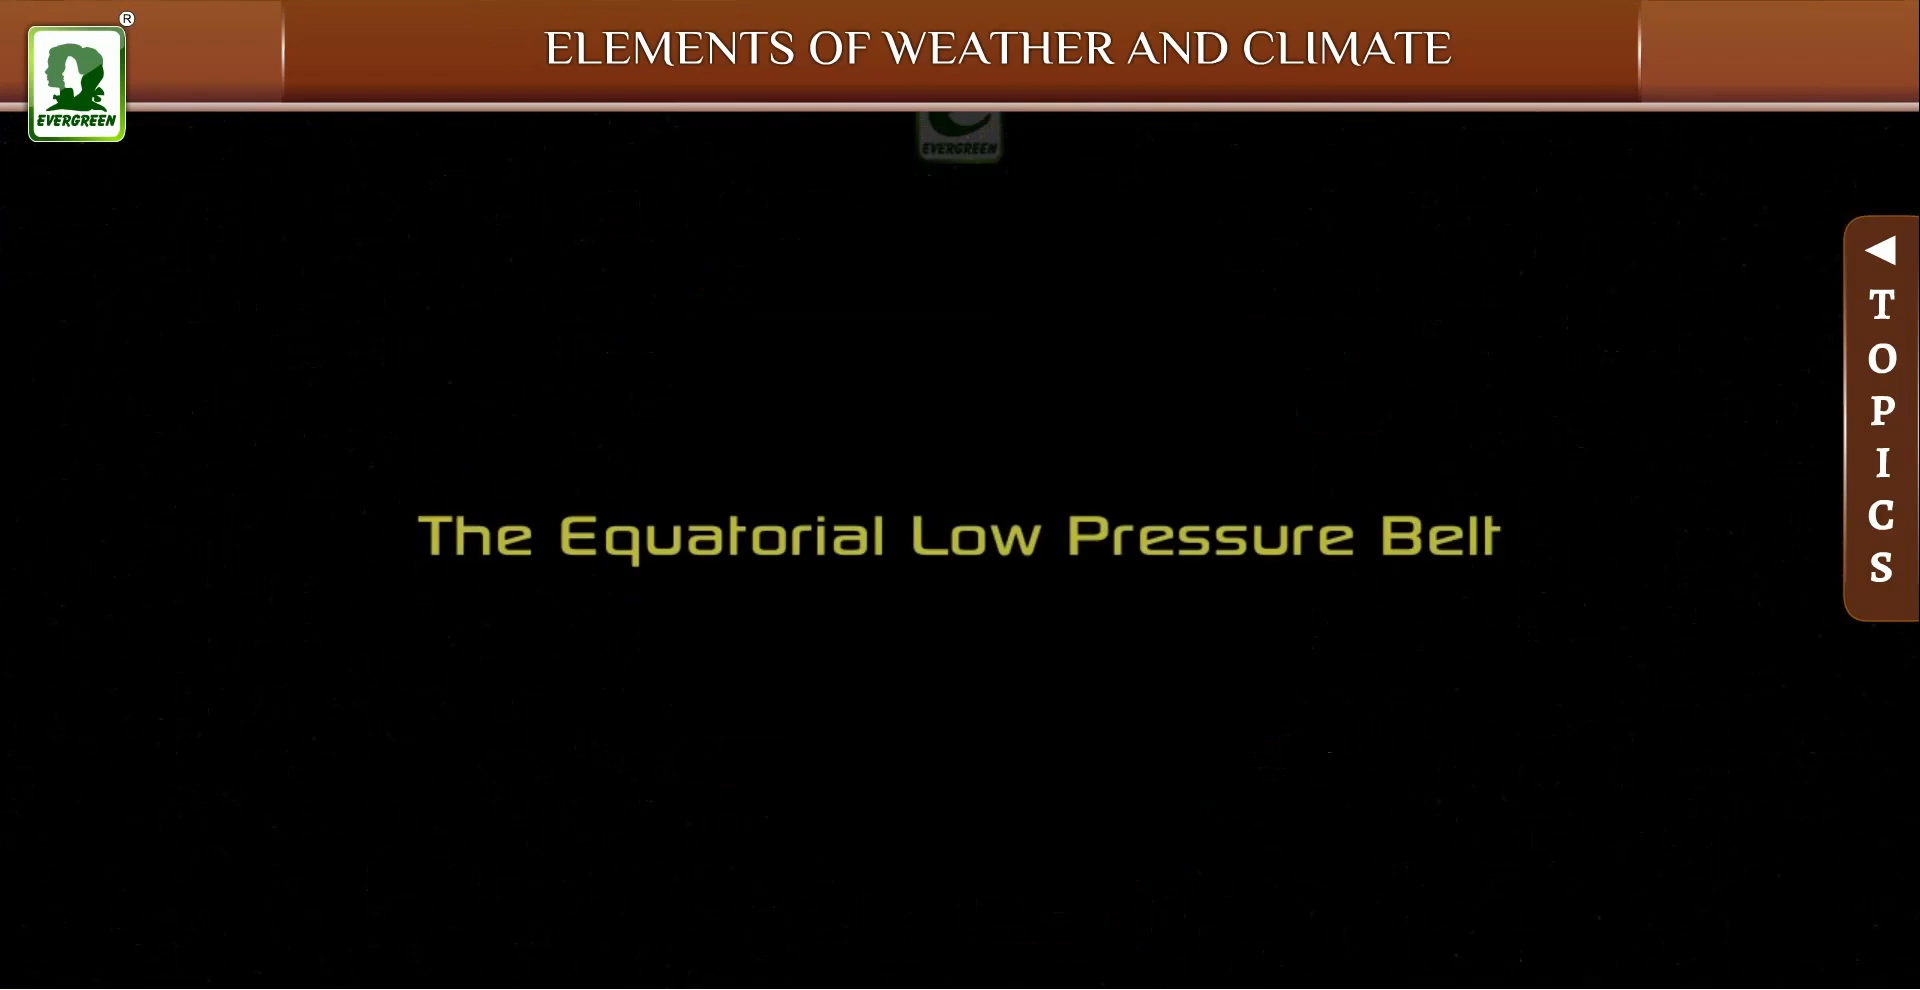 ELEMENTS OF WEATHER AND CLIMATE
®
EVERGREEN
EVERGREEN
The Equatorial Low Pressure Belt
T
O
P
I
C
S